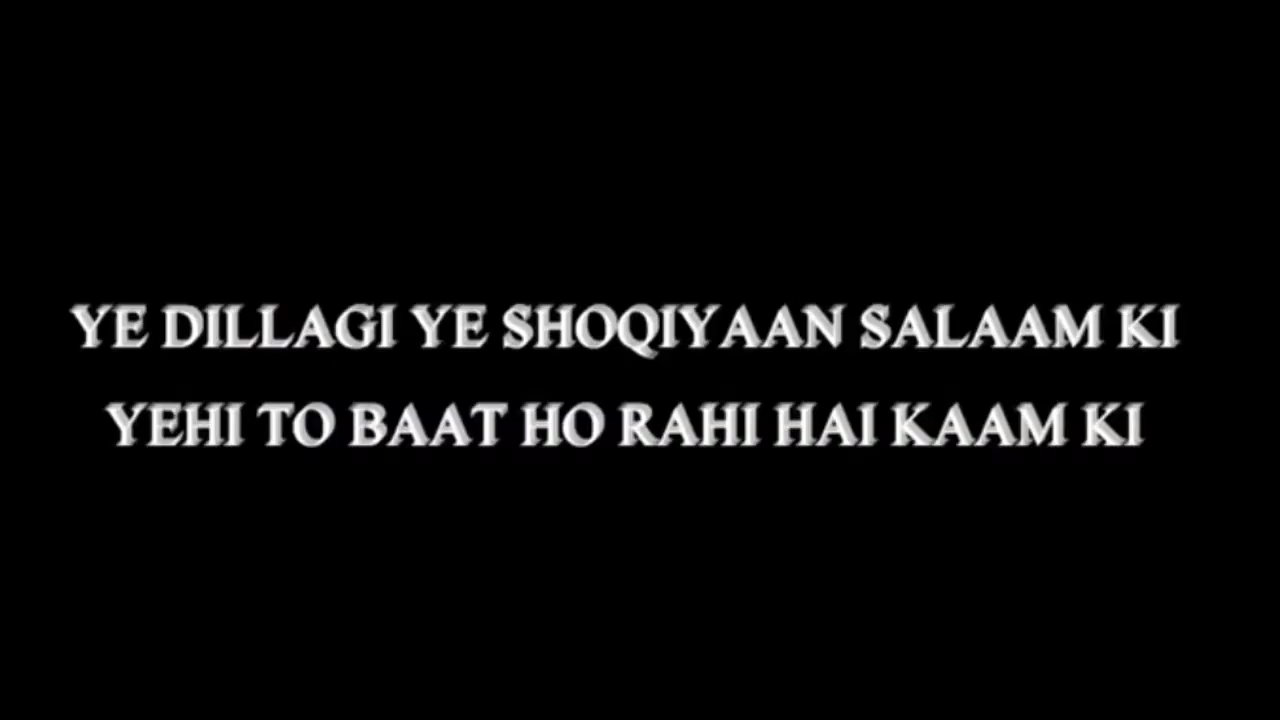 YE DILLAGI YE SHOQIYAAN SALAAM KI
YEHI TO BAAT HO RAHI HAI KAAM KI